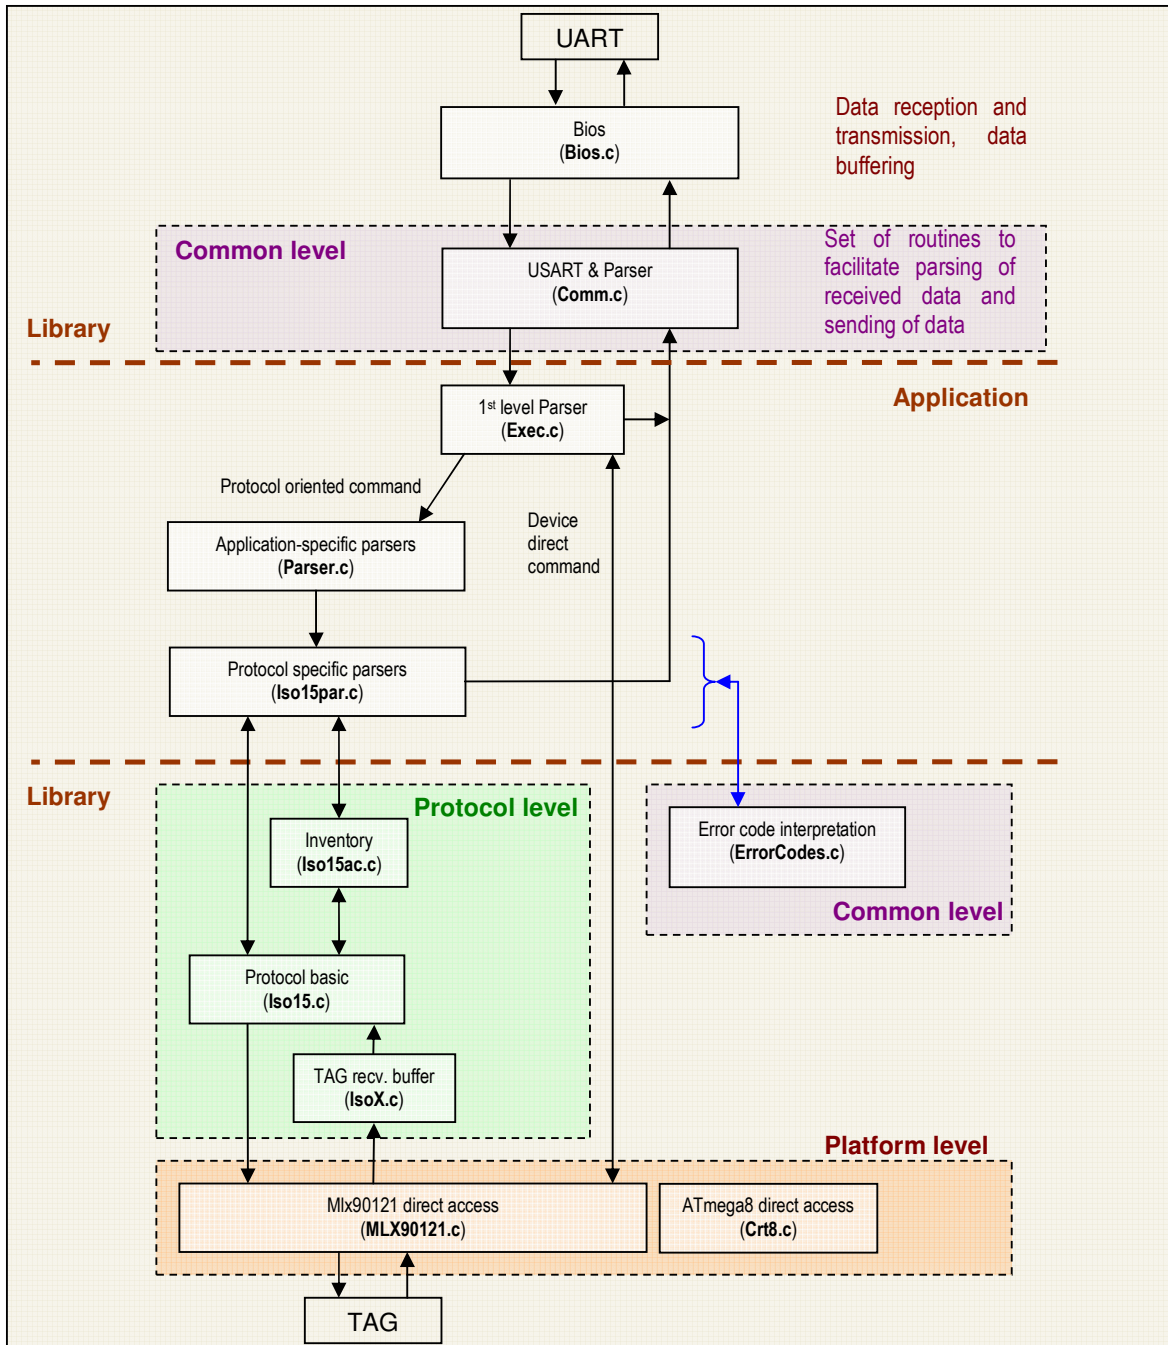 UART
Bios
(Bios.c)
Data reception and
transmission, data
buffering
Common level
USART & Parser
(Comm.c)
Set of routines to
facilitate parsing of
received data and
sending of data
Library
Application
1st level Parser
(Exec.c)
Protocol oriented command
Device
direct
command
Application-specific parsers
(Parser.c)
Protocol specific parsers
(Iso15par.c)
Library
Protocol level
Inventory
(Iso15ac.c)
Error code interpretation
(ErrorCodes.c)
Common level
Protocol basic
(Iso15.c)
TAG recv. buffer
(IsoX.c)
Platform level
Mlx90121 direct access
(MLX90121.c)
ATmega8 direct access
(Crt8.c)
TAG